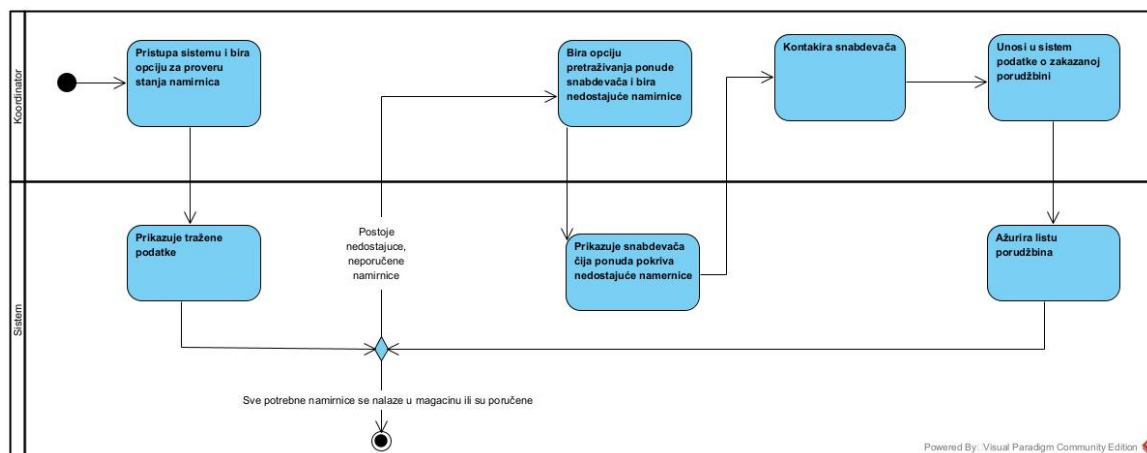 Koordinator
Pristupa sistemu i bira
opciju za proveru
stanja namirnica
Bira opciju
pretraživanja ponude
snabdevača i bira
nedostajuće namirnice
Kontakira snabdevača
Unosi u sistem
podatke o zakazanoj
porudžbini
Sistem
Prikazuje tražene
podatke
Postoje
nedostajuce,
neporučene
namirnice
Prikazuje snabdevača
čija ponuda pokriva
nedostajuće namernice
Ažurira listu
porudžbina
Sve potrebne namirnice se nalaze u magacinu ili su poručene
Powered By: Visual Paradigm Community Edition